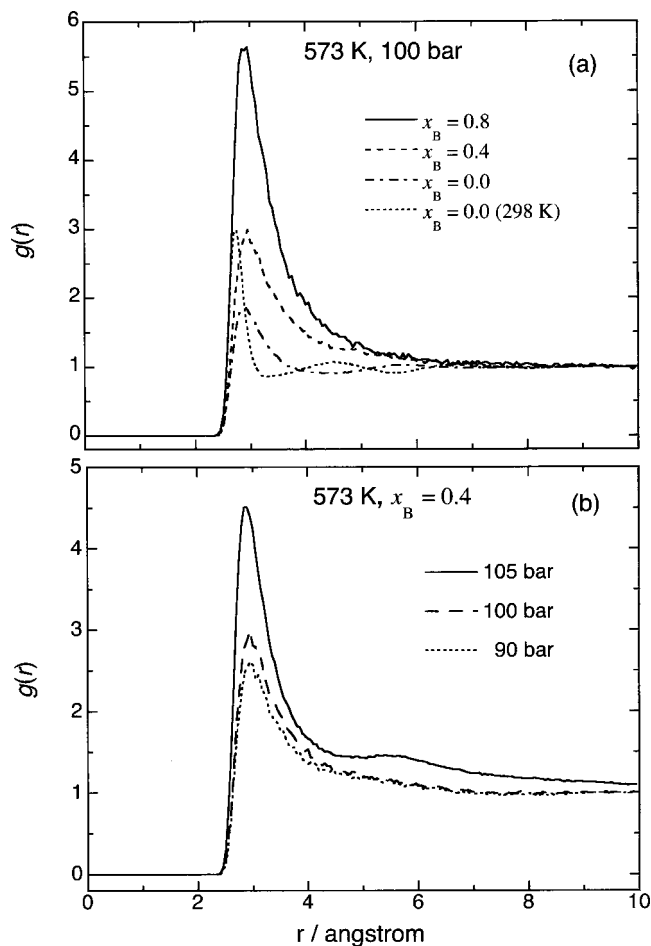 6
5
4
3
2
1
0
g(r)
573 K, 100 bar
(a)
x_B = 0.8
x_B = 0.4
x_B = 0.0
x_B = 0.0 (298 K)
5
4
3
2
1
0
g(r)
573 K, x_B = 0.4
(b)
105 bar
100 bar
90 bar
0 2 4 6 8 10
r / angstrom